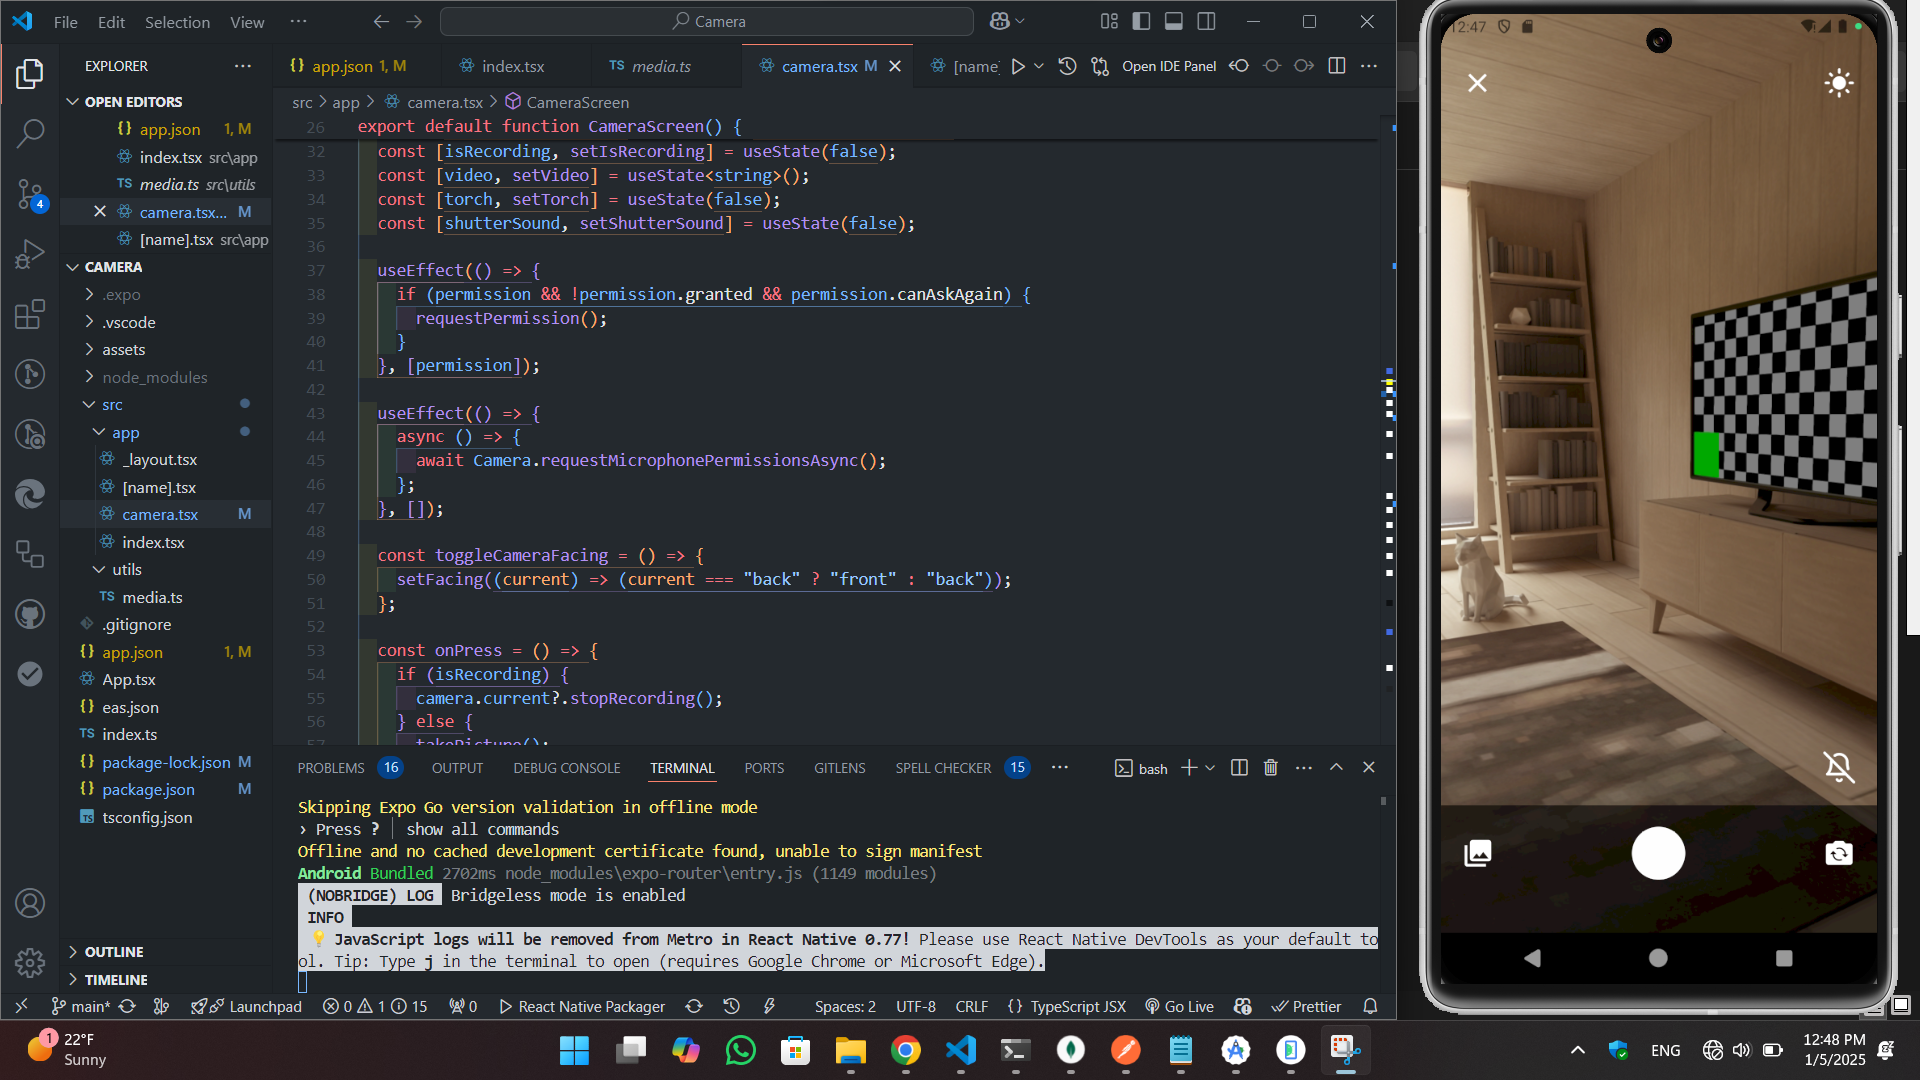 File Edit Selection View ··· Camera
EXPLORER ···
OPEN EDITORS
{} app.json 1, M
index.tsx src\app
TS media.ts src\utils
camera.tsx... M
[name].tsx src\app
CAMERA
.expo
.vscode
assets
node_modules
src
app
_layout.tsx
[name].tsx
camera.tsx M
index.tsx
utils
TS media.ts
.gitignore
{} app.json 1, M
App.tsx
eas.json
TS index.ts
{} package-lock.json M
{} package.json M
TS tsconfig.json
OUTLINE
TIMELINE
4
{} app.json 1, M index.tsx TS media.ts camera.tsx M [name] Open IDE Panel ···
src > app > camera.tsx > CameraScreen
26 export default function CameraScreen() {
32 const [isRecording, setIsRecording] = useState(false);
33 const [video, setVideo] = useState<string>();
34 const [torch, setTorch] = useState(false);
35 const [shutterSound, setShutterSound] = useState(false);
36
37 useEffect(() => {
38 if (permission && !permission.granted && permission.canAskAgain) {
39 requestPermission();
40 }
41 }, [permission]);
42
43 useEffect(() => {
44 async () => {
45 await Camera.requestMicrophonePermissionsAsync();
46 };
47 }, []);
48
49 const toggleCameraFacing = () => {
50 setFacing((current) => (current === "back" ? "front" : "back"));
51 };
52
53 const onPress = () => {
54 if (isRecording) {
55 camera.current?.stopRecording();
56 } else {
57 takePicture();
PROBLEMS 16 OUTPUT DEBUG CONSOLE TERMINAL PORTS GITLENS SPELL CHECKER 15 ··· bash
Skipping Expo Go version validation in offline mode
› Press ? │ show all commands
Offline and no cached development certificate found, unable to sign manifest
Android Bundled 2702ms node_modules\expo-router\entry.js (1149 modules)
(NOBRIDGE) LOG Bridgeless mode is enabled
INFO
💡 JavaScript logs will be removed from Metro in React Native 0.77! Please use React Native DevTools as your default to
ol. Tip: Type j in the terminal to open (requires Google Chrome or Microsoft Edge).
main* Launchpad 0 1 15 0 React Native Packager Spaces: 2 UTF-8 CRLF {} TypeScript JSX Go Live Prettier
12:47
1
22°F
Sunny
ENG
12:48 PM
1/5/2025